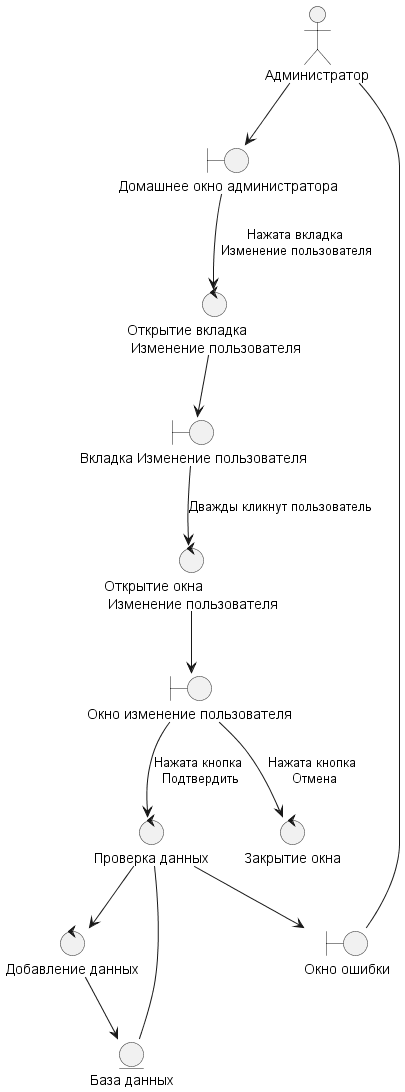 Администратор
Домашнее окно администратора
Нажата вкладка
Изменение пользователя
Открытие вкладка
Изменение пользователя
Вкладка Изменение пользователя
Дважды кликнут пользователь
Открытие окна
Изменение пользователя
Окно изменение пользователя
Нажата кнопка
Подтвердить
Нажата кнопка
Отмена
Проверка данных
Закрытие окна
Добавление данных
Окно ошибки
База данных